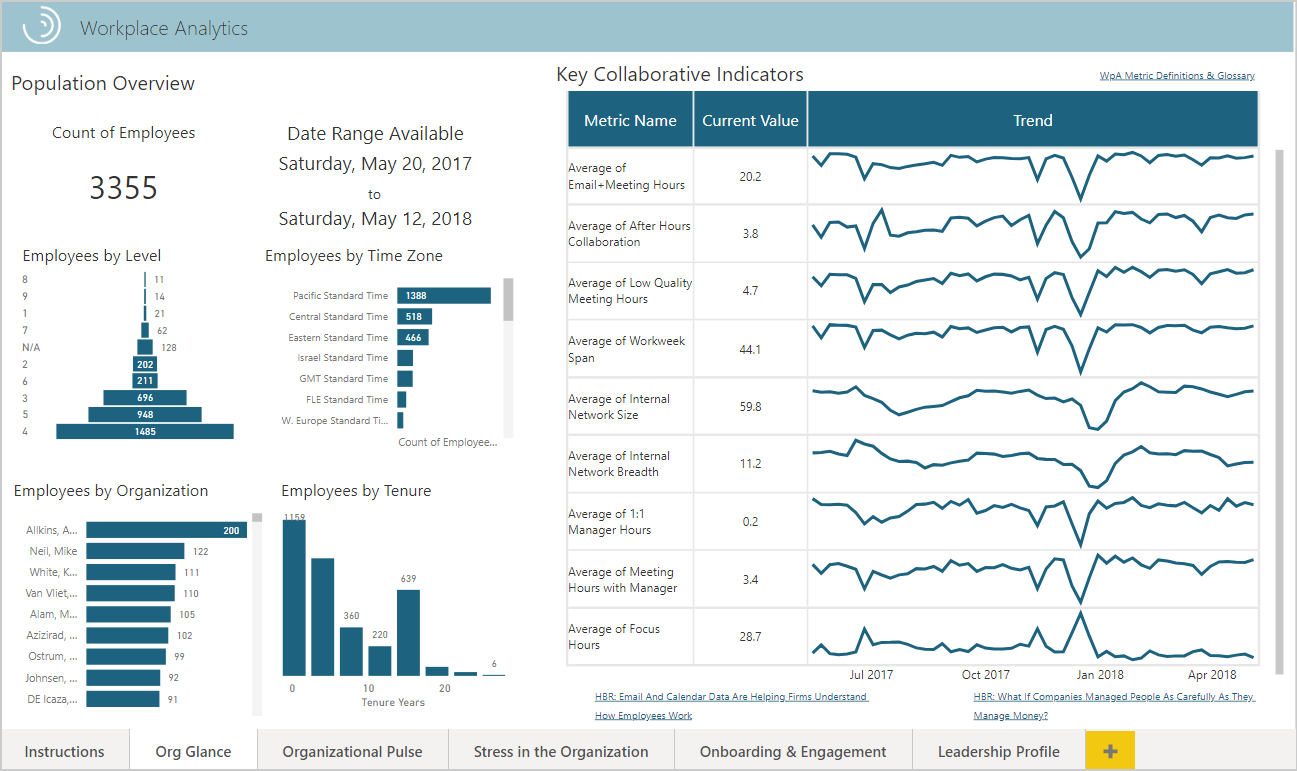 Workplace Analytics
Population Overview
Count of Employees
3355
Date Range Available
Saturday, May 20, 2017
to
Saturday, May 12, 2018
Employees by Level
8 11
9 14
1 21
7 62
N/A 128
2 202
6 211
3 696
5 948
4 1485
Employees by Time Zone
Pacific Standard Time 1388
Central Standard Time 518
Eastern Standard Time 466
Israel Standard Time
GMT Standard Time
FLE Standard Time
W. Europe Standard Ti...
Count of Employee...
Employees by Organization
Allkins, A... 200
Neil, Mike 122
White, K... 111
Van Vliet,... 110
Alam, M... 105
Azizirad, ... 102
Ostrum, ... 99
Johnsen, ... 92
DE Icaza,... 91
Employees by Tenure
1159
360
220
639
6
0 10 20
Tenure Years
Key Collaborative Indicators
WpA Metric Definitions & Glossary
Metric Name Current Value Trend
Average of
Email+Meeting Hours
20.2
Average of After Hours
Collaboration
3.8
Average of Low Quality
Meeting Hours
4.7
Average of Workweek
Span
44.1
Average of Internal
Network Size
59.8
Average of Internal
Network Breadth
11.2
Average of 1:1
Manager Hours
0.2
Average of Meeting
Hours with Manager
3.4
Average of Focus
Hours
28.7
Jul 2017 Oct 2017 Jan 2018 Apr 2018
HBR: Email And Calendar Data Are Helping Firms Understand
How Employees Work
HBR: What If Companies Managed People As Carefully As They
Manage Money?
Instructions Org Glance Organizational Pulse Stress in the Organization Onboarding & Engagement Leadership Profile +